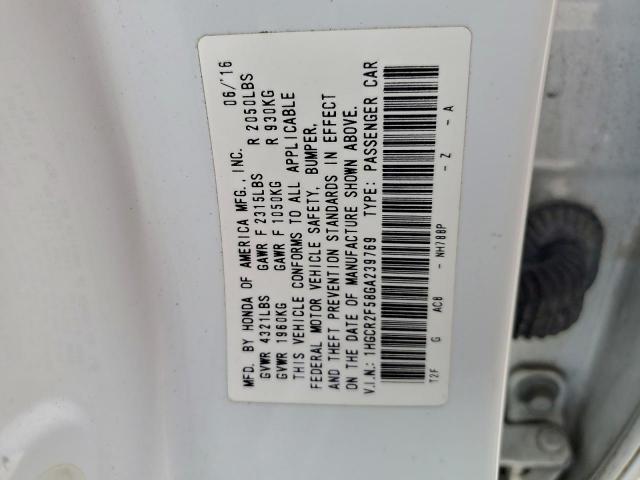 MFD. BY HONDA OF AMERICA MFG., INC. 06/'16
GVWR 4321LBS GAWR F 2315LBS R 2050LBS
GVWR 1960KG GAWR F 1050KG R 930KG
THIS VEHICLE CONFORMS TO ALL APPLICABLE
FEDERAL MOTOR VEHICLE SAFETY, BUMPER,
AND THEFT PREVENTION STANDARDS IN EFFECT
ON THE DATE OF MANUFACTURE SHOWN ABOVE.
V.I.N.: 1HGCR2F58GA239769 TYPE: PASSENGER CAR
T2F G AC8 - NH788P - Z - A